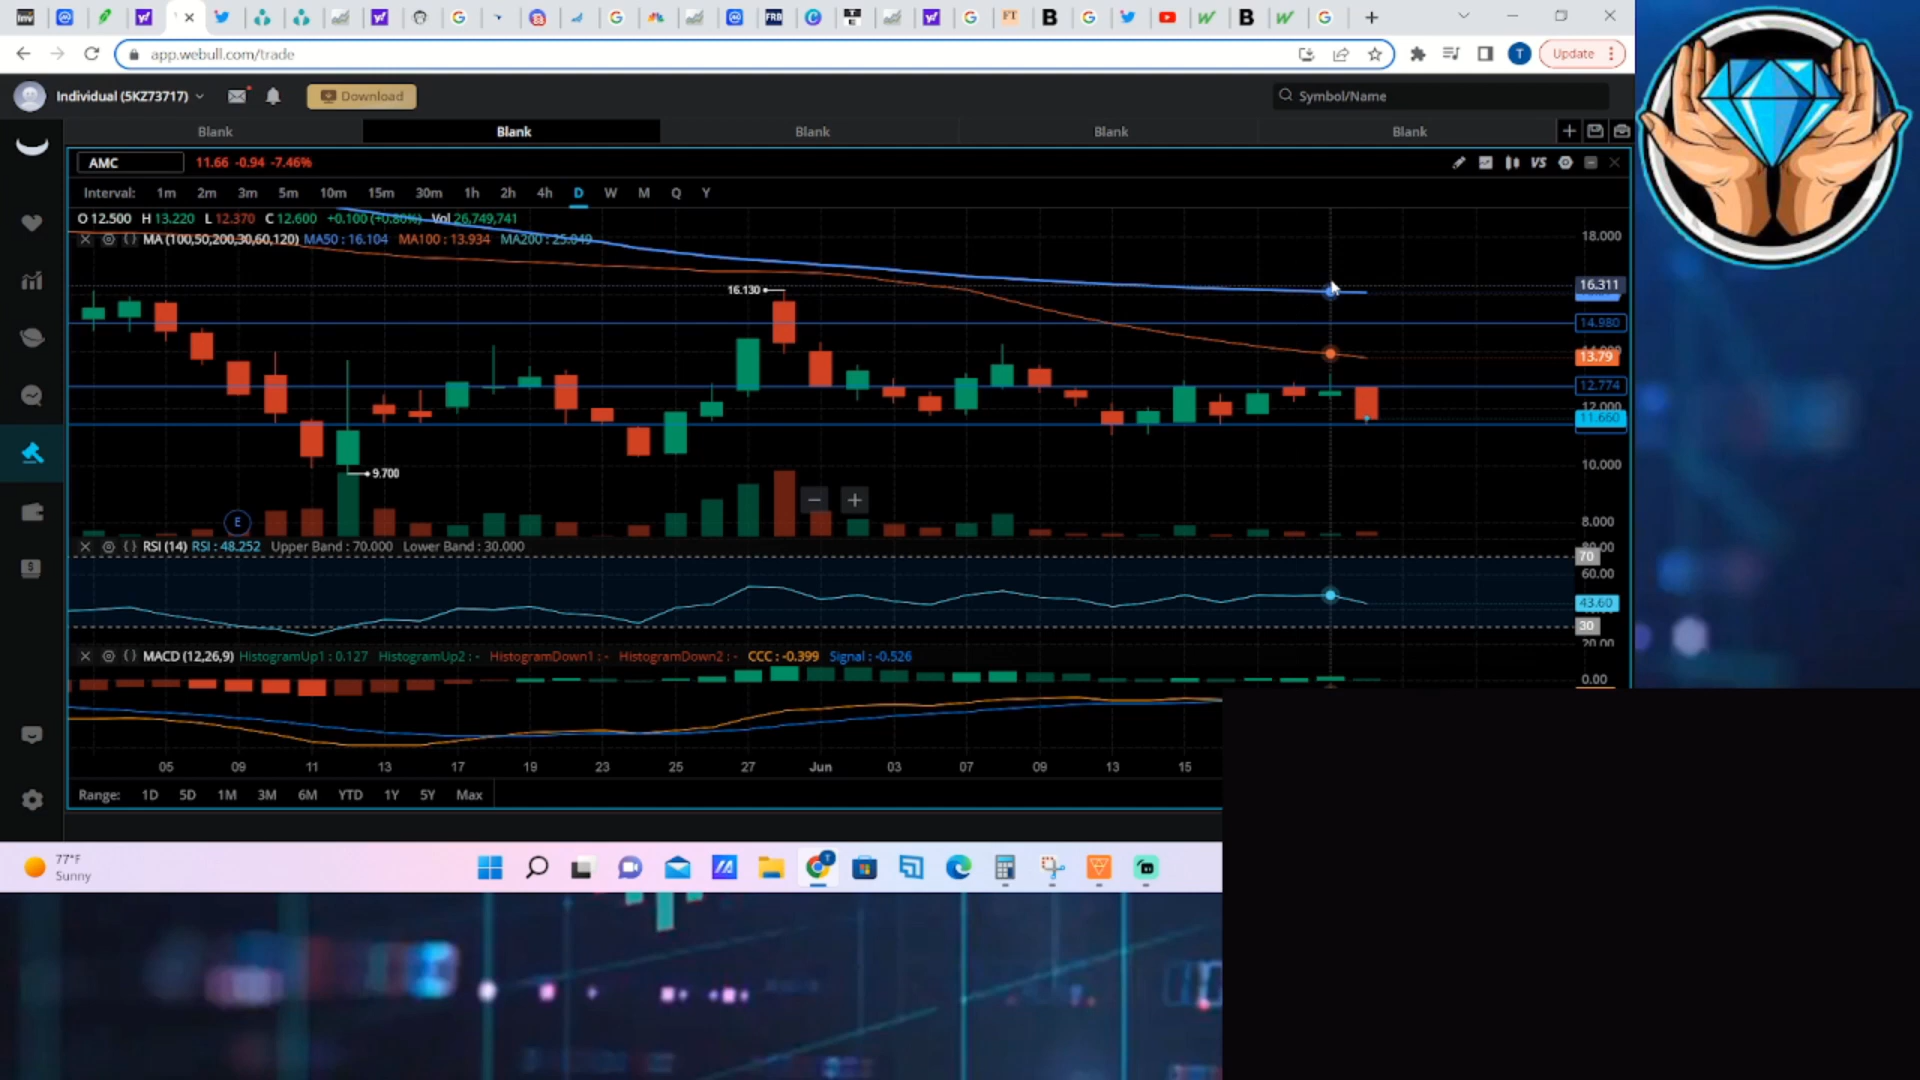 app.webull.com/trade
T
Update
Individual (5KZ73717)
Download
Symbol/Name
Blank
Blank
Blank
Blank
Blank
AMC
11.66 -0.94 -7.46%
VS
Interval: 1m 2m 3m 5m 10m 15m 30m 1h 2h 4h D W M Q Y
O 12.500 H 13.220 L 12.370 C 12.600 +0.100 (+0.80%) Vol 26,749,741
MA (100,50,200,30,60,120) MA50 : 16.104 MA100 : 13.934 MA200 : 25.049
18.000
16.311
16.130
14.980
13.79
12.774
12.000
11.660
10.000
9.700
8.000
E
RSI (14) RSI : 48.252 Upper Band : 70.000 Lower Band : 30.000
70
60.00
43.60
30
20.00
MACD (12,26,9) HistogramUp1 : 0.127 HistogramUp2 : - HistogramDown1 : - HistogramDown2 : - CCC : -0.399 Signal : -0.526
0.00
05 09 11 13 17 19 23 25 27 Jun 03 07 09 13 15
Range: 1D 5D 1M 3M 6M YTD 1Y 5Y Max
77°F
Sunny